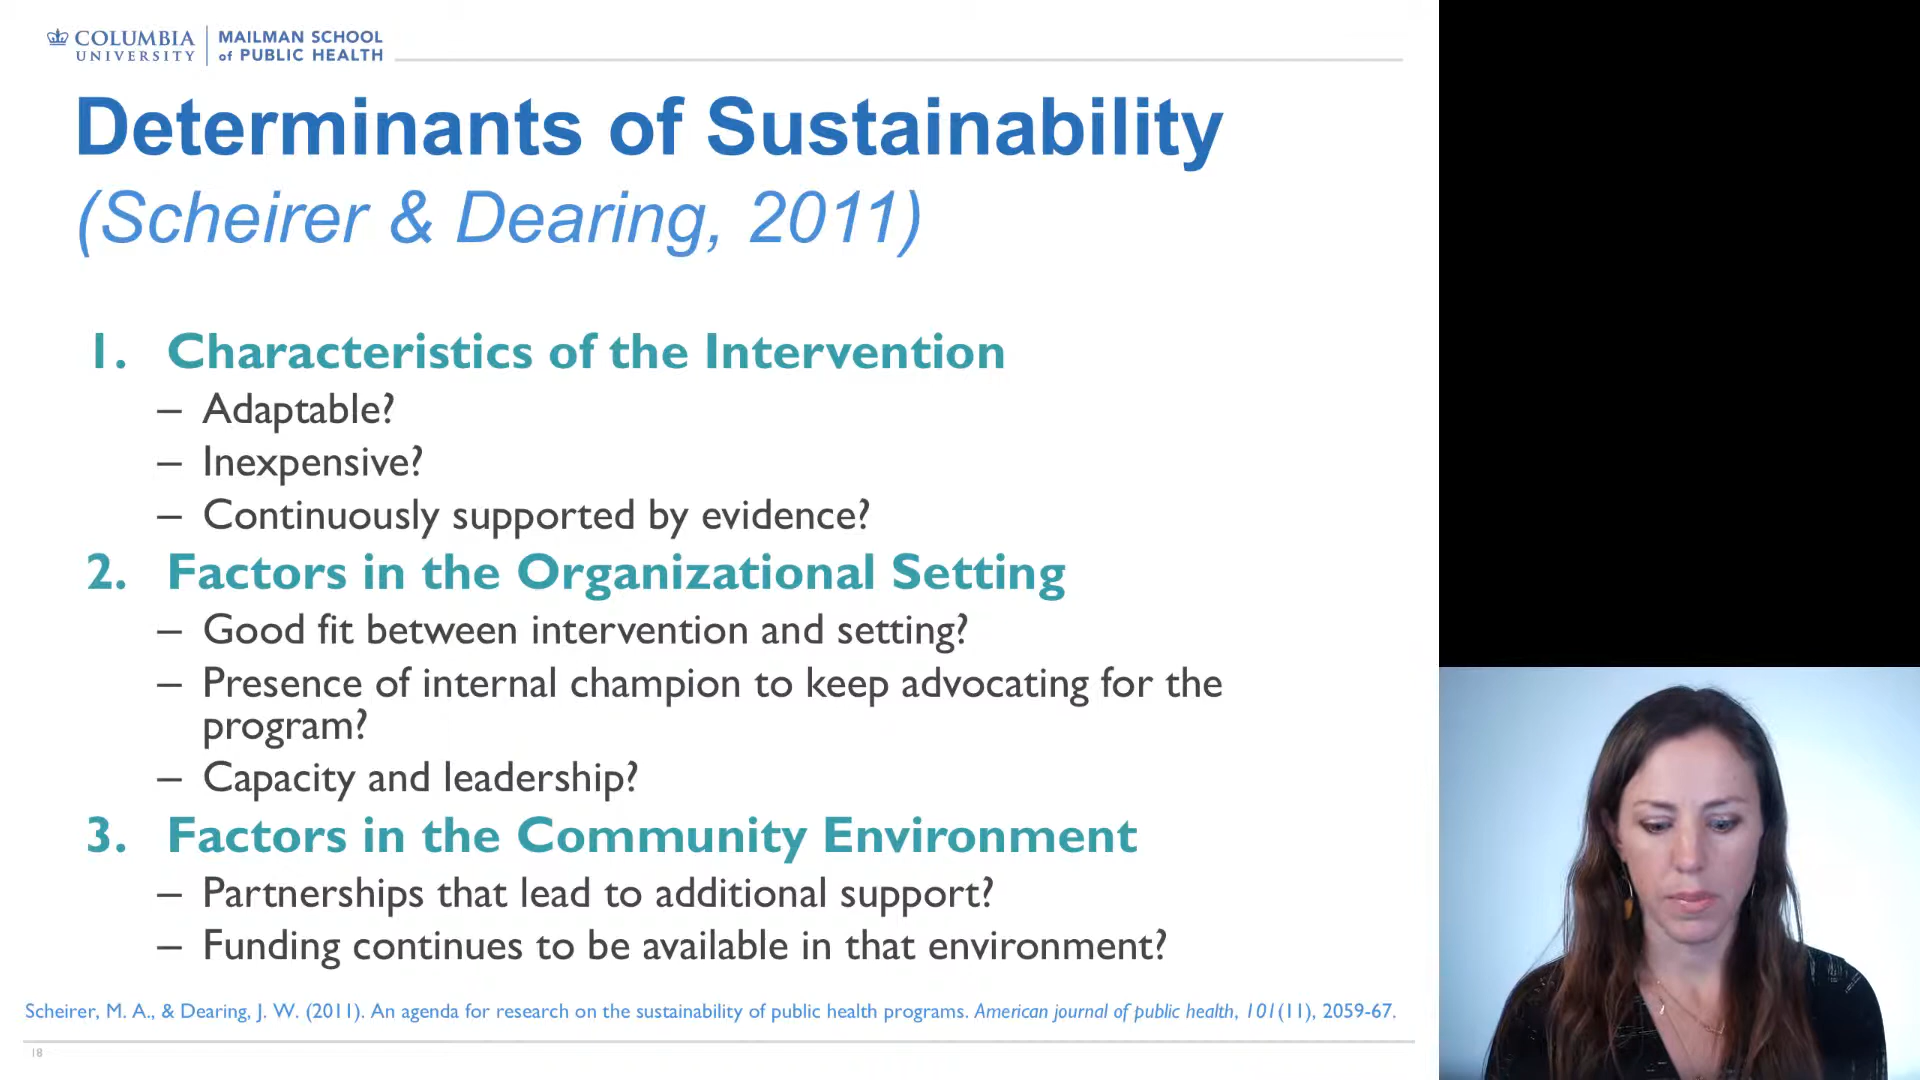 COLUMBIA UNIVERSITY
MAILMAN SCHOOL of PUBLIC HEALTH
Determinants of Sustainability
(Scheirer & Dearing, 2011)
1. Characteristics of the Intervention
– Adaptable?
– Inexpensive?
– Continuously supported by evidence?
2. Factors in the Organizational Setting
– Good fit between intervention and setting?
– Presence of internal champion to keep advocating for the
program?
– Capacity and leadership?
3. Factors in the Community Environment
– Partnerships that lead to additional support?
– Funding continues to be available in that environment?
Scheirer, M. A., & Dearing, J. W. (2011). An agenda for research on the sustainability of public health programs. American journal of public health, 101(11), 2059-67.
18